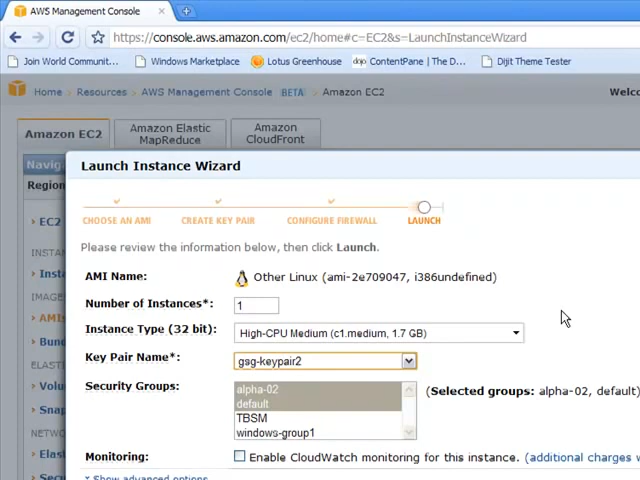 AWS Management Console
https://console.aws.amazon.com/ec2/home#c=EC2&s=LaunchInstanceWizard
Join World Communit... Windows Marketplace Lotus Greenhouse dojo ContentPane | The D... Dijit Theme Tester
Home > Resources > AWS Management Console BETA > Amazon EC2
Amazon EC2
Amazon Elastic
MapReduce
Amazon
CloudFront
Launch Instance Wizard
CHOOSE AN AMI CREATE KEY PAIR CONFIGURE FIREWALL LAUNCH
Please review the information below, then click Launch.
AMI Name: Other Linux (ami-2e709047, i386undefined)
Number of Instances*: 1
Instance Type (32 bit): High-CPU Medium (c1.medium, 1.7 GB)
Key Pair Name*: gsg-keypair2
Security Groups: alpha-02
default
TBSM
windows-group1
(Selected groups: alpha-02, default)
Monitoring: Enable CloudWatch monitoring for this instance. (additional charges
Show advanced options